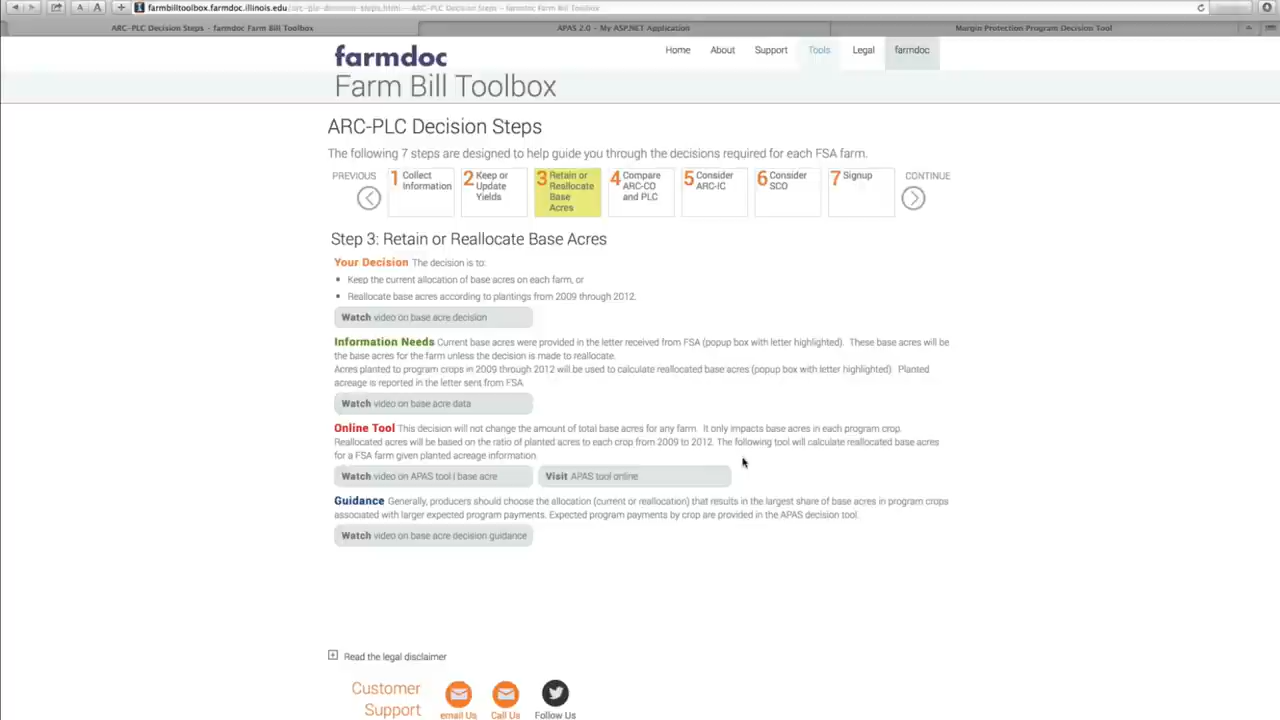 farmbilltoolbox.farmdoc.illinois.edu/arc-plc-decision-steps.html — ARC-PLC Decision Steps – farmdoc Farm Bill Toolbox
ARC-PLC Decision Steps – farmdoc Farm Bill Toolbox
APAS 2.0 – My ASP.NET Application
Margin Protection Program Decision Tool
farmdoc
Home About Support Tools Legal farmdoc
Farm Bill Toolbox
ARC-PLC Decision Steps
The following 7 steps are designed to help guide you through the decisions required for each FSA farm.
PREVIOUS
1 Collect Information
2 Keep or Update Yields
3 Retain or Reallocate Base Acres
4 Compare ARC-CO and PLC
5 Consider ARC-IC
6 Consider SCO
7 Signup
CONTINUE
Step 3: Retain or Reallocate Base Acres
Your Decision The decision is to:
• Keep the current allocation of base acres on each farm, or
• Reallocate base acres according to plantings from 2009 through 2012.
Watch video on base acre decision
Information Needs Current base acres were provided in the letter received from FSA (popup box with letter highlighted). These base acres will be
the base acres for the farm unless the decision is made to reallocate.
Acres planted to program crops in 2009 through 2012 will be used to calculate reallocated base acres (popup box with letter highlighted). Planted
acreage is reported in the letter sent from FSA.
Watch video on base acre data
Online Tool This decision will not change the amount of total base acres for any farm. It only impacts base acres in each program crop.
Reallocated acres will be based on the ratio of planted acres to each crop from 2009 to 2012. The following tool will calculate reallocated base acres
for a FSA farm given planted acreage information.
Watch video on APAS tool | base acre
Visit APAS tool online
Guidance Generally, producers should choose the allocation (current or reallocation) that results in the largest share of base acres in program crops
associated with larger expected program payments. Expected program payments by crop are provided in the APAS decision tool.
Watch video on base acre decision guidance
Read the legal disclaimer
Customer
Support
email Us Call Us Follow Us